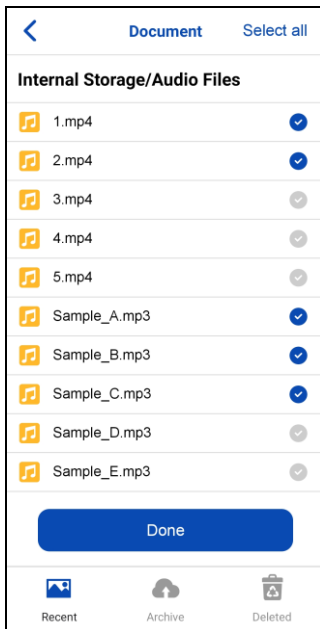 Document Select all
Internal Storage/Audio Files
1.mp4
2.mp4
3.mp4
4.mp4
5.mp4
Sample_A.mp3
Sample_B.mp3
Sample_C.mp3
Sample_D.mp3
Sample_E.mp3
Done
Recent Archive Deleted